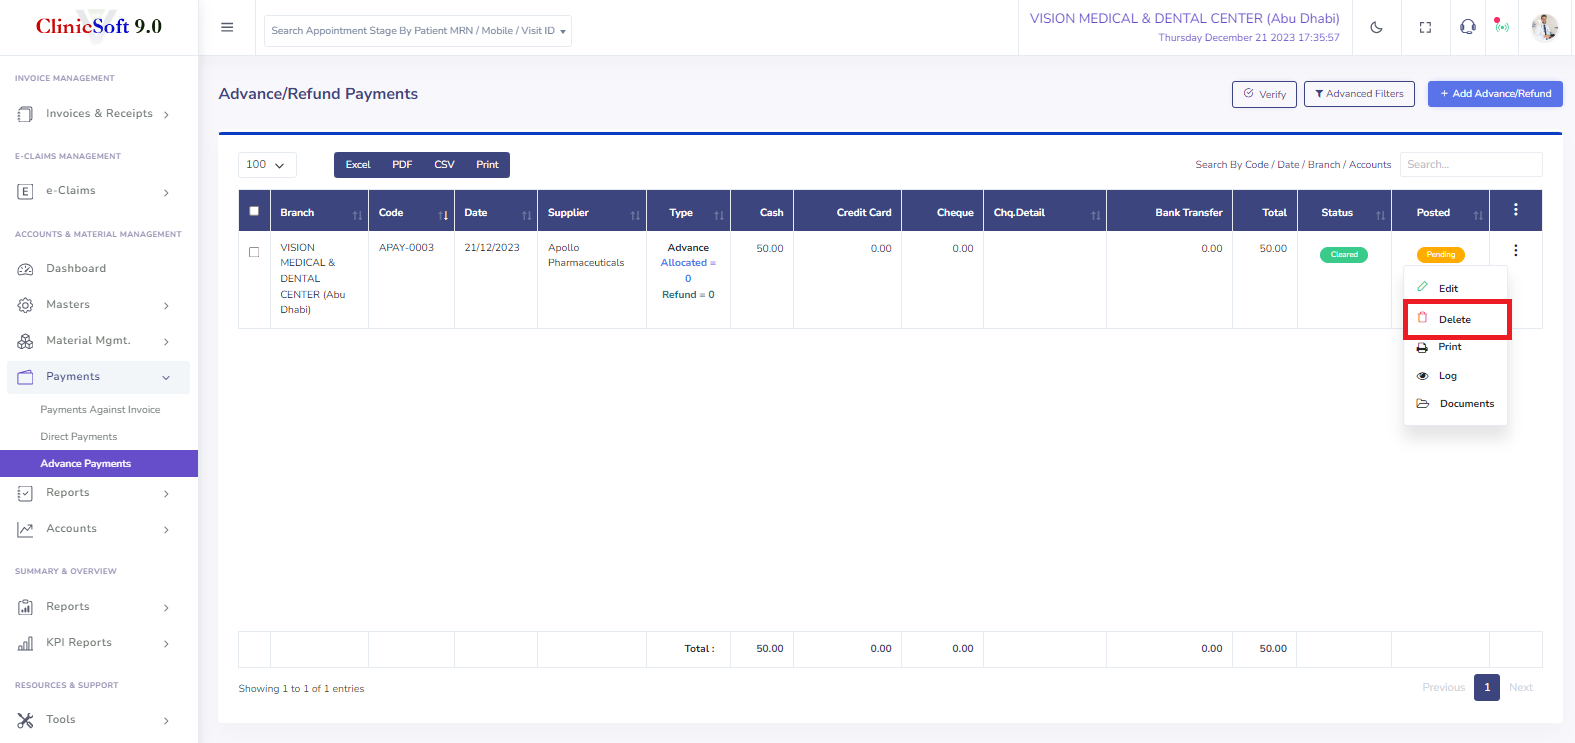 ClinicSoft 9.0
Search Appointment Stage By Patient MRN / Mobile / Visit ID
VISION MEDICAL & DENTAL CENTER (Abu Dhabi)
Thursday December 21 2023 17:35:57
INVOICE MANAGEMENT
Invoices & Receipts
E-CLAIMS MANAGEMENT
E
e-Claims
ACCOUNTS & MATERIAL MANAGEMENT
Dashboard
Masters
Material Mgmt.
Payments
Payments Against Invoice
Direct Payments
Advance Payments
Reports
Accounts
SUMMARY & OVERVIEW
Reports
KPI Reports
RESOURCES & SUPPORT
Tools
Advance/Refund Payments
Verify
Advanced Filters
+ Add Advance/Refund
100
Excel PDF CSV Print
Search By Code / Date / Branch / Accounts
Search...
Branch Code Date Supplier Type Cash Credit Card Cheque Chq.Detail Bank Transfer Total Status Posted
VISION
MEDICAL &
DENTAL
CENTER (Abu
Dhabi)
APAY-0003
21/12/2023
Apollo
Pharmaceuticals
Advance
Allocated =
0
Refund = 0
50.00
0.00
0.00
0.00
50.00
Cleared
Pending
Edit
Delete
Print
Log
Documents
Total : 50.00 0.00 0.00 0.00 50.00
Showing 1 to 1 of 1 entries
Previous 1 Next